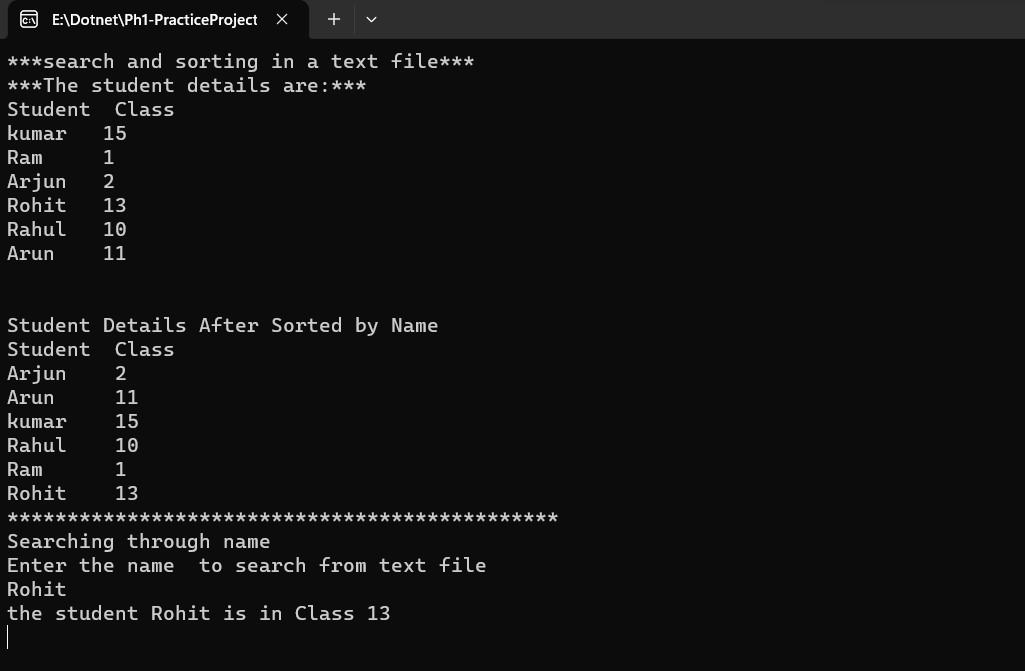 E:\Dotnet\Ph1-PracticeProject
***search and sorting in a text file***
***The student details are:***
Student  Class
kumar   15
Ram     1
Arjun   2
Rohit   13
Rahul   10
Arun    11
Student Details After Sorted by Name
Student  Class
Arjun    2
Arun     11
kumar    15
Rahul    10
Ram      1
Rohit    13
**********************************************
Searching through name
Enter the name  to search from text file
Rohit
the student Rohit is in Class 13